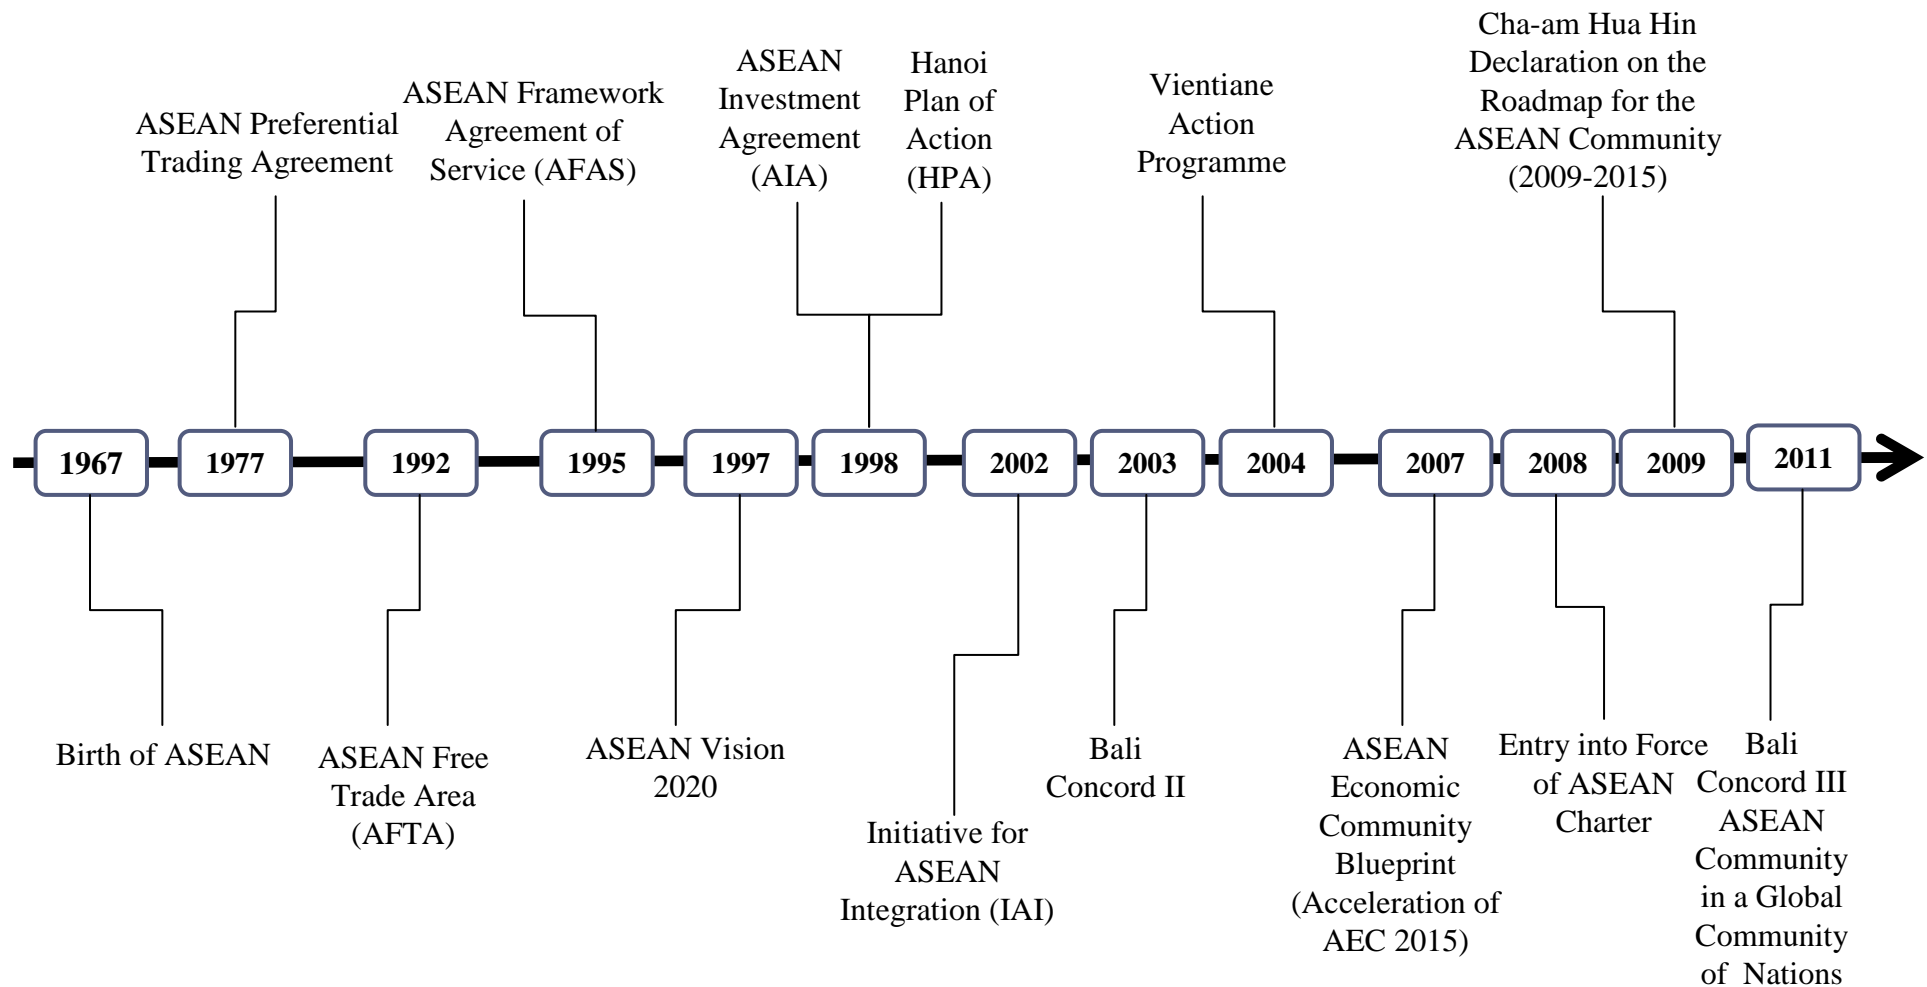 ASEAN Preferential
Trading Agreement
ASEAN Framework
Agreement of
Service (AFAS)
ASEAN
Investment
Agreement
(AIA)
Hanoi
Plan of
Action
(HPA)
Vientiane
Action
Programme
Cha-am Hua Hin
Declaration on the
Roadmap for the
ASEAN Community
(2009-2015)
1967
1977
1992
1995
1997
1998
2002
2003
2004
2007
2008
2009
2011
Birth of ASEAN
ASEAN Free
Trade Area
(AFTA)
ASEAN Vision
2020
Initiative for
ASEAN
Integration (IAI)
Bali
Concord II
ASEAN
Economic
Community
Blueprint
(Acceleration of
AEC 2015)
Entry into Force
of ASEAN
Charter
Bali
Concord III
ASEAN
Community
in a Global
Community
of Nations